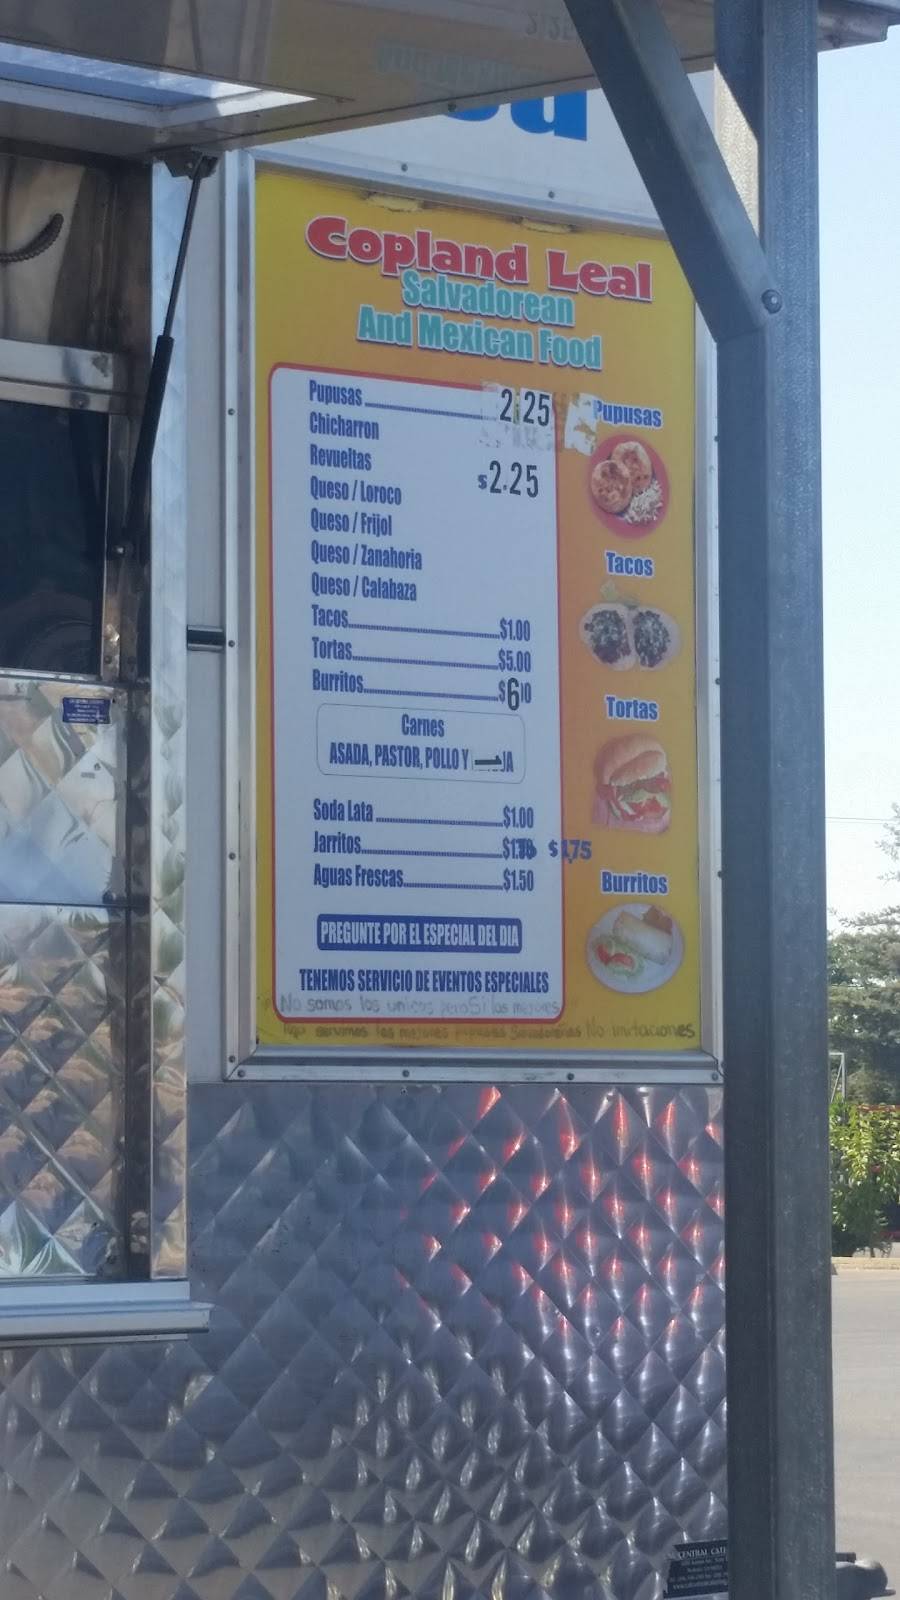 Copland Leal
Salvadorean
And Mexican Food
Pupusas 2.25
Chicharron
Revueltas
$2.25
Queso / Loroco
Queso / Frijol
Queso / Zanahoria
Queso / Calabaza
Tacos $1.00
Tortas $5.00
Burritos $6
Carnes
ASADA, PASTOR, POLLO Y
Soda Lata $1.00
Jarritos $1.75
Aguas Frescas $1.50
PREGUNTE POR EL ESPECIAL DEL DIA
TENEMOS SERVICIO DE EVENTOS ESPECIALES
No somos los unicos pero Si los mejores
servimos las mejores Pupusas Salvadoreñas No imitaciones
Pupusas
Tacos
Tortas
Burritos
CENTRAL